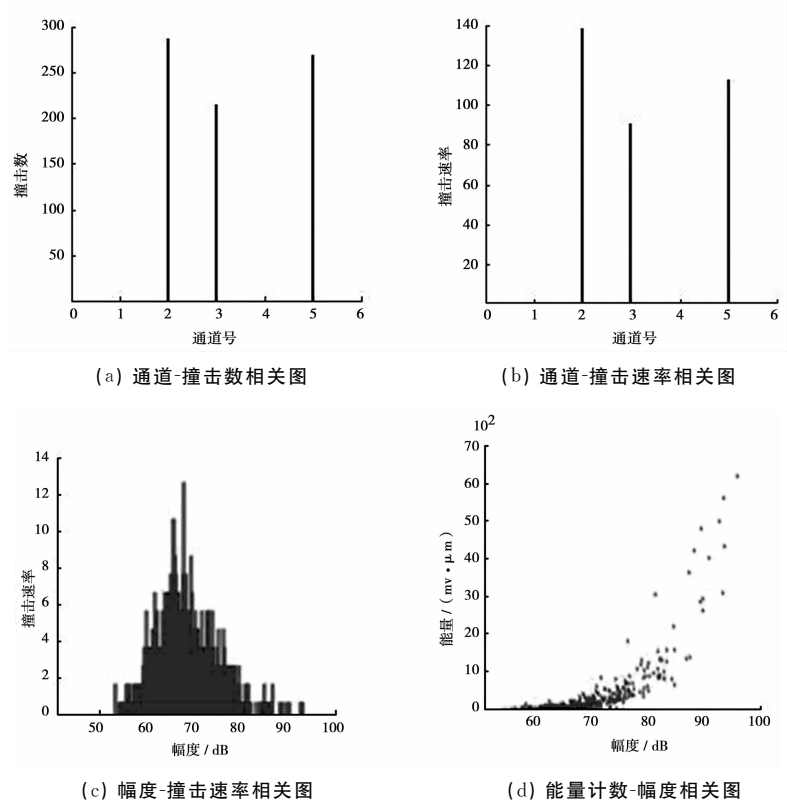 300
250
200
150
100
50
撞击数
0 1 2 3 4 5 6
通道号
(a) 通道-撞击数相关图
140
120
100
80
60
40
20
撞击速率
0 1 2 3 4 5 6
通道号
(b) 通道-撞击速率相关图
14
12
10
8
6
4
2
0
撞击速率
50 60 70 80 90 100
幅度 / dB
(c) 幅度-撞击速率相关图
10²
70
60
50
40
30
20
10
0
能量 / (mv·μm)
60 70 80 90 100
幅度 / dB
(d) 能量计数-幅度相关图